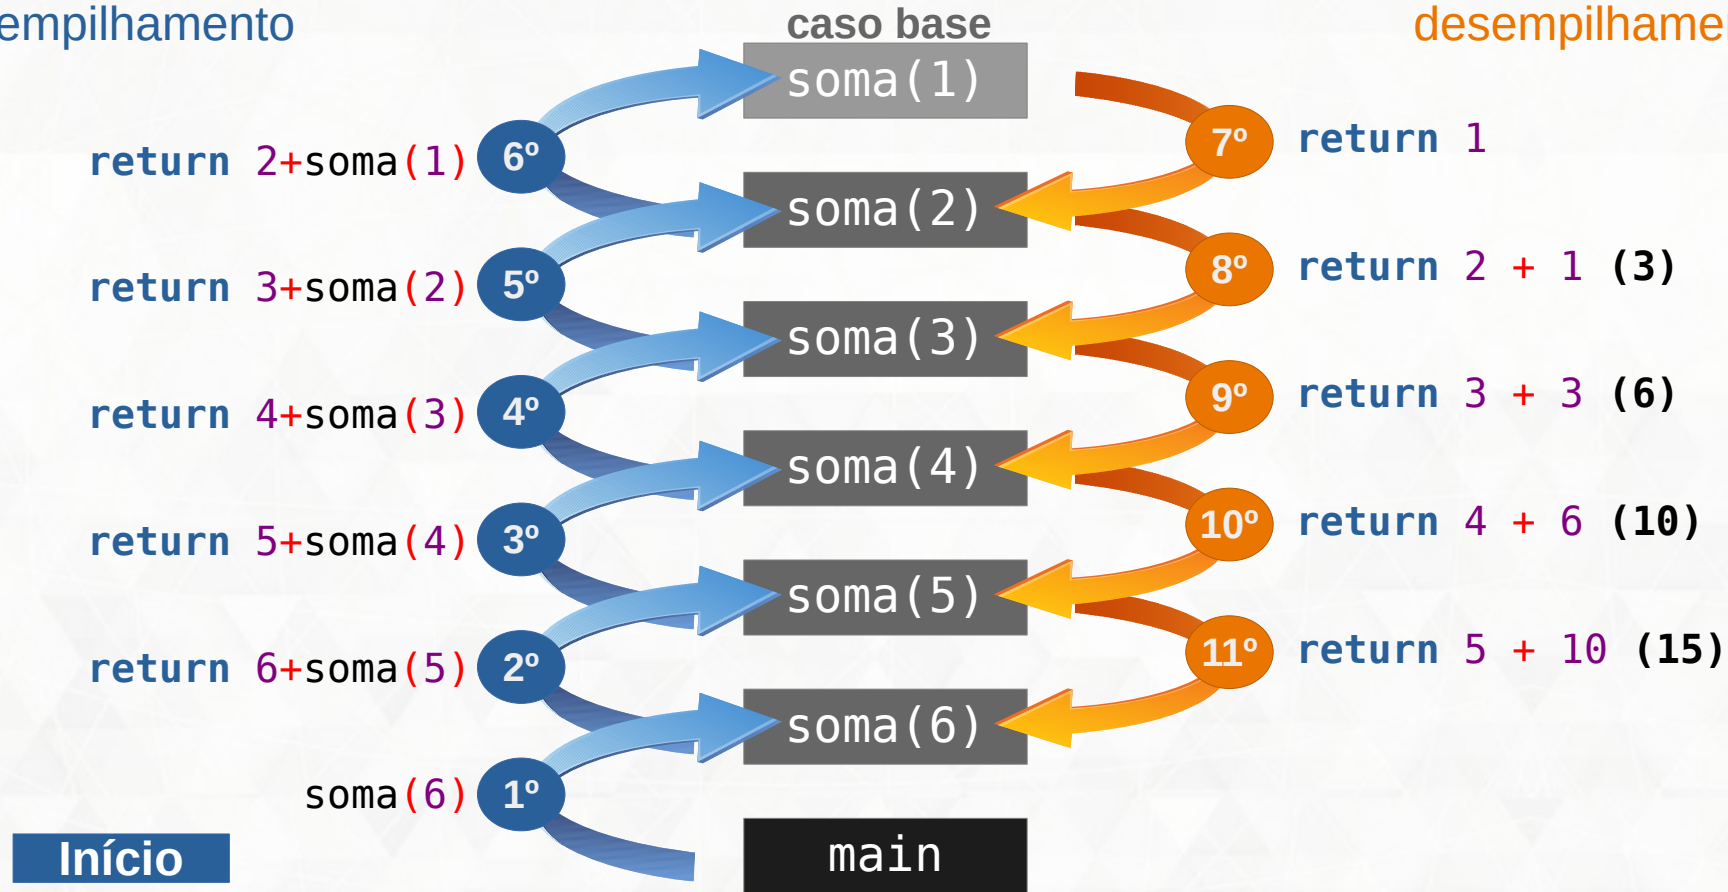 empilhamento
caso base
desempilhame
soma(1)
return 2+soma(1) 6º
7º return 1
soma(2)
return 3+soma(2) 5º
8º return 2 + 1 (3)
soma(3)
return 4+soma(3) 4º
9º return 3 + 3 (6)
soma(4)
return 5+soma(4) 3º
10º return 4 + 6 (10)
soma(5)
return 6+soma(5) 2º
11º return 5 + 10 (15)
soma(6)
soma(6) 1º
Início
main